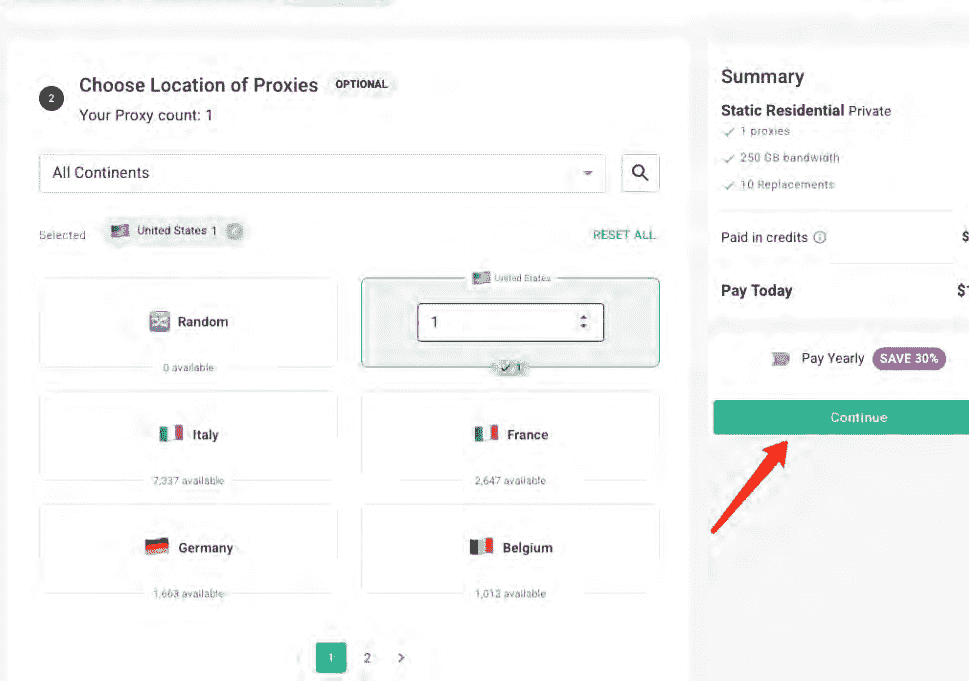 2
Choose Location of Proxies OPTIONAL
Your Proxy count: 1
All Continents
Selected United States 1 RESET ALL
Random
0 available
United States
1
1
Italy
7,337 available
France
2,647 available
Germany
1,663 available
Belgium
1,012 available
1 2
Summary
Static Residential Private
1 proxies
250 GB bandwidth
10 Replacements
Paid in credits $
Pay Today $1
Pay Yearly SAVE 30%
Continue